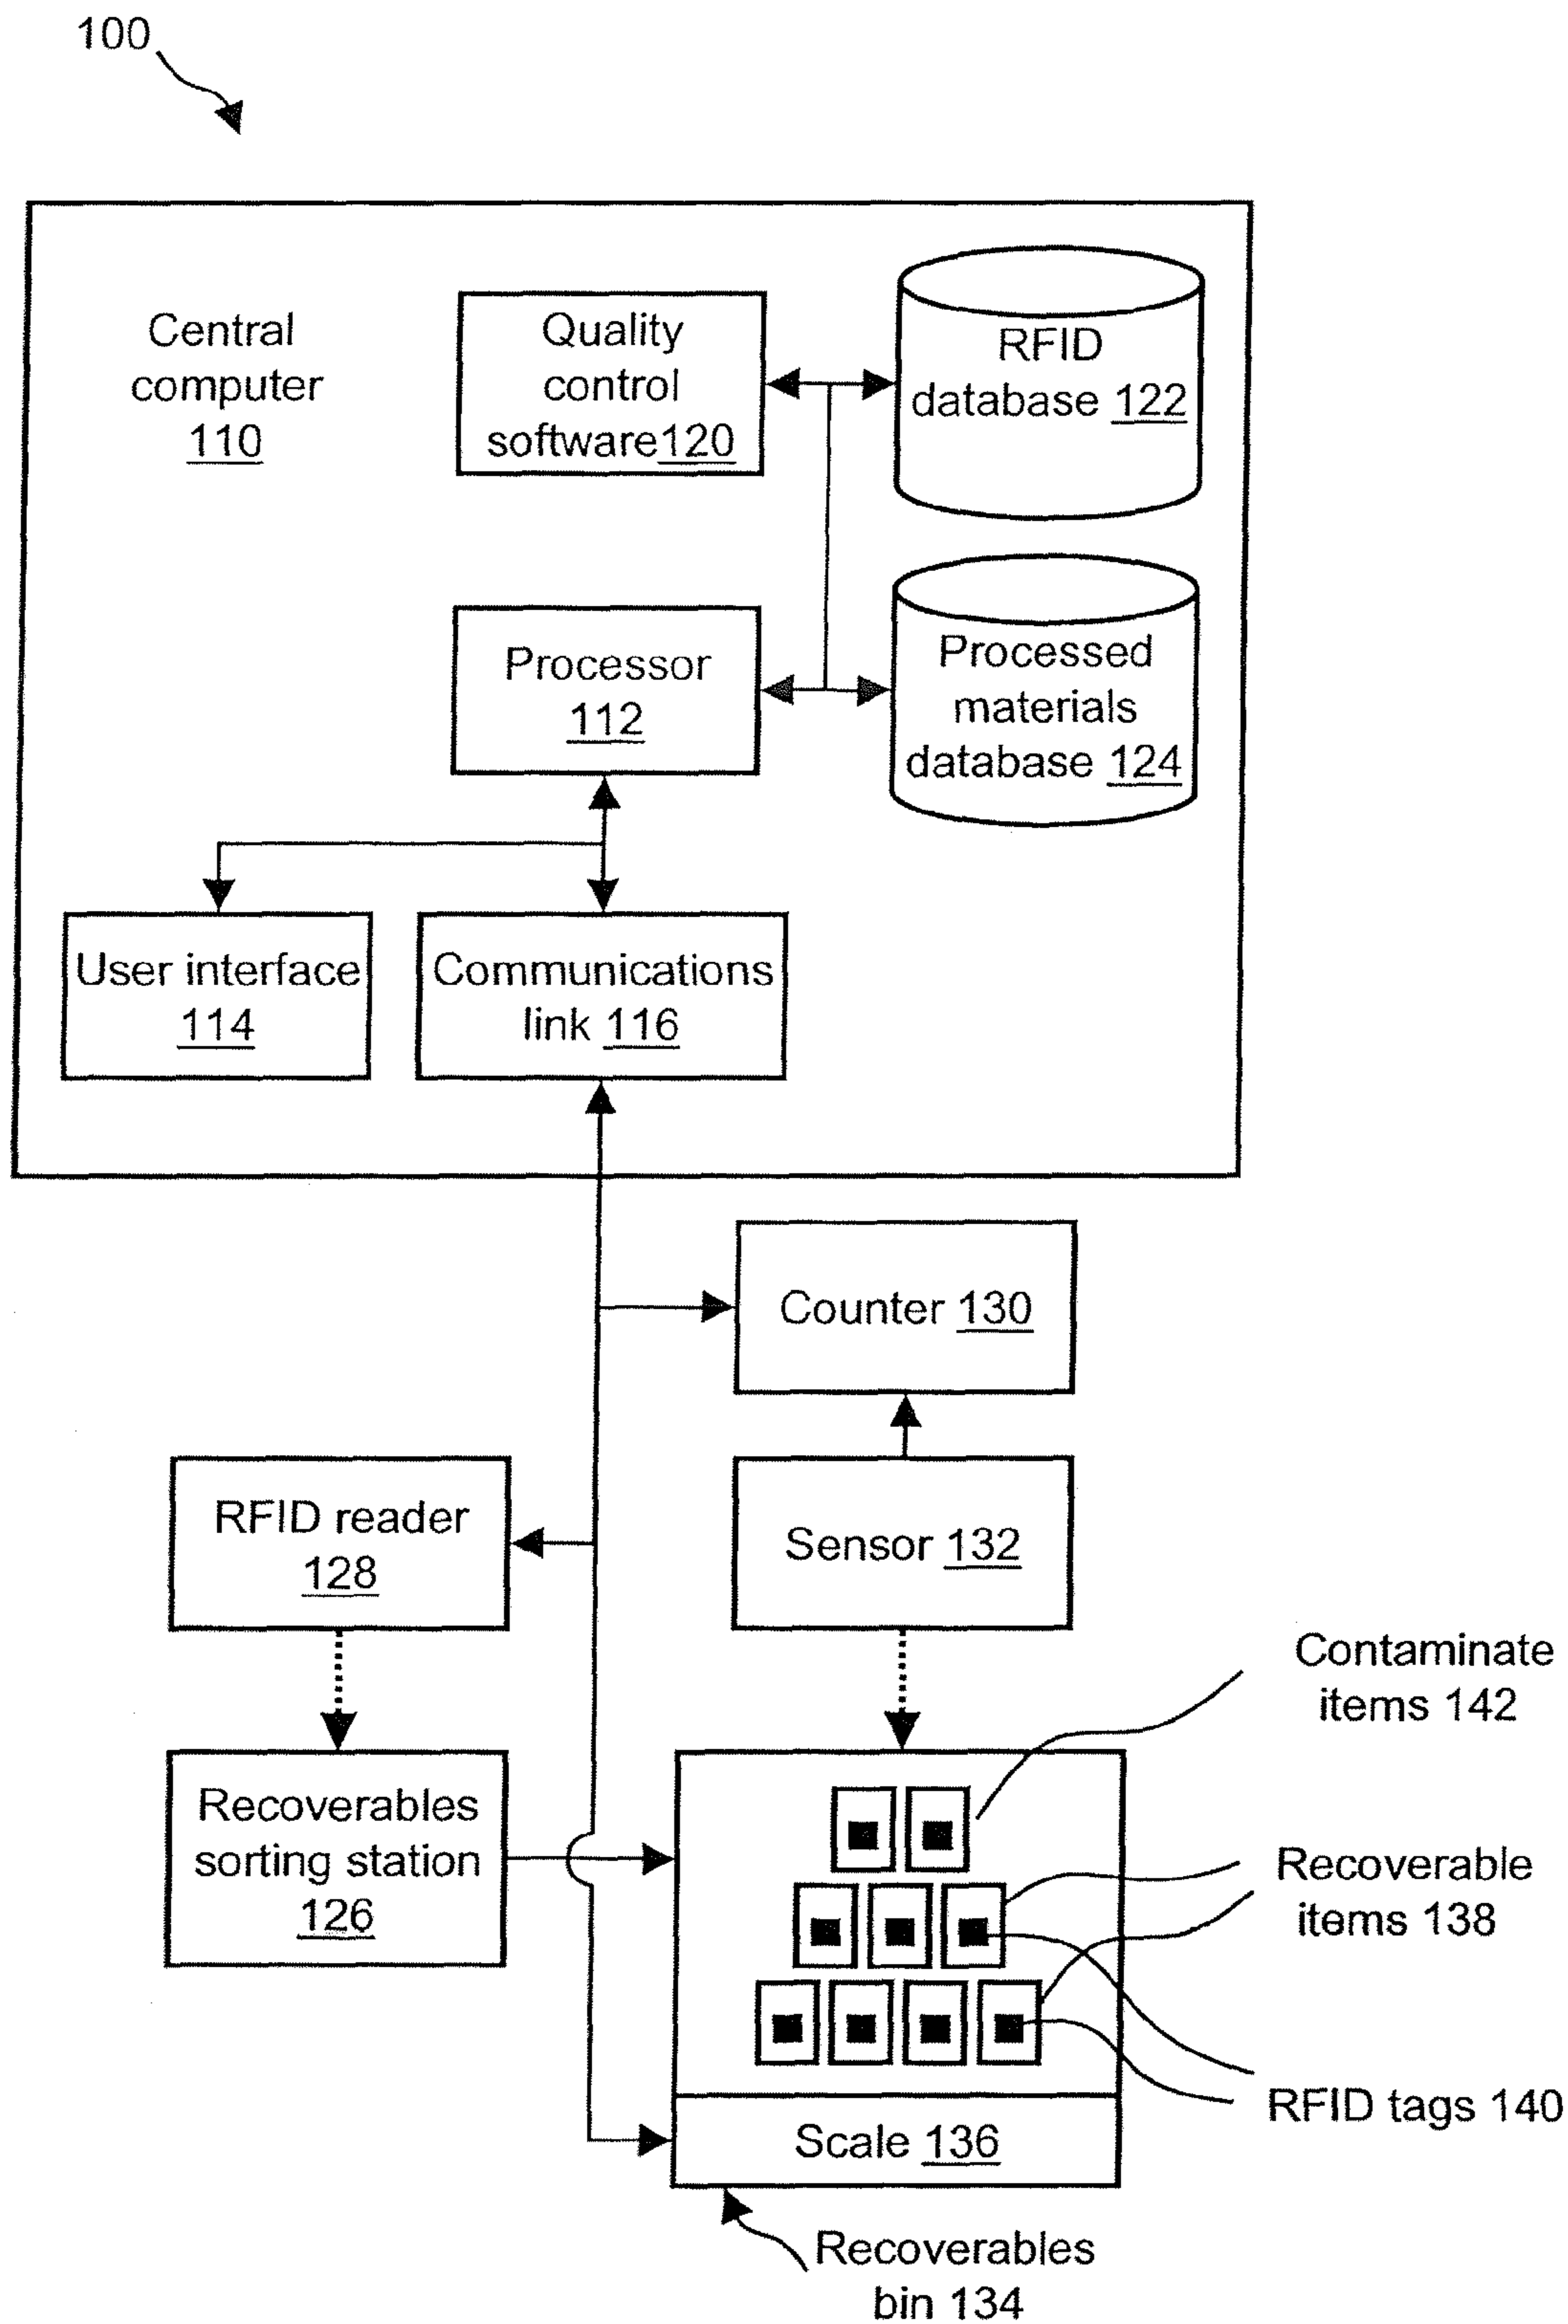 100
Central
computer
110
Quality
control
software120
RFID
database 122
Processor
112
Processed
materials
database 124
User interface
114
Communications
link 116
Counter 130
RFID reader
128
Sensor 132
Contaminate
items 142
Recoverables
sorting station
126
Recoverable
items 138
RFID tags 140
Scale 136
Recoverables
bin 134